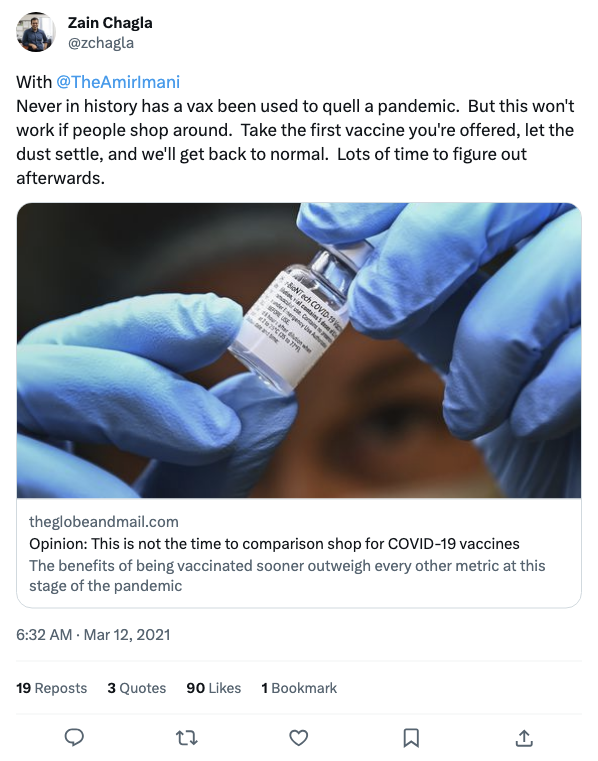 Zain Chagla
@zchagla
With @TheAmirImani
Never in history has a vax been used to quell a pandemic. But this won't
work if people shop around. Take the first vaccine you're offered, let the
dust settle, and we'll get back to normal. Lots of time to figure out
afterwards.
BioNTech COVID-19
theglobeandmail.com
Opinion: This is not the time to comparison shop for COVID-19 vaccines
The benefits of being vaccinated sooner outweigh every other metric at this
stage of the pandemic
6:32 AM · Mar 12, 2021
19 Reposts 3 Quotes 90 Likes 1 Bookmark